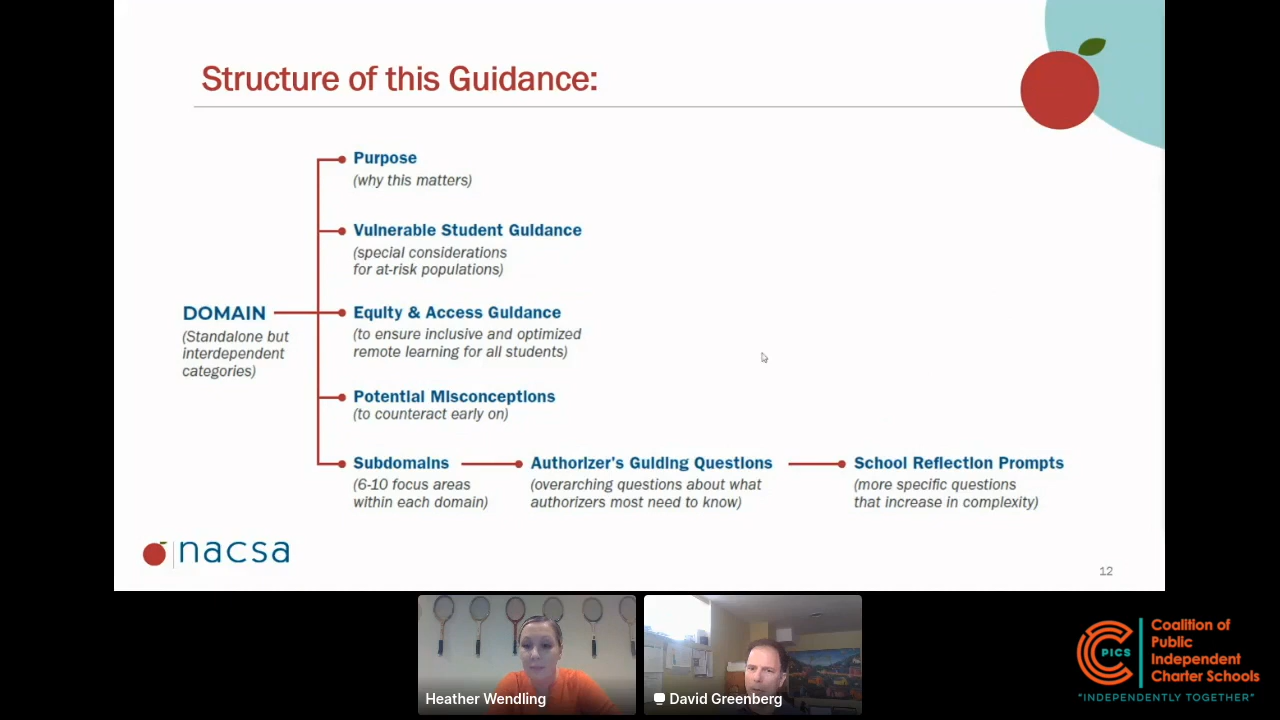 Structure of this Guidance:
Purpose
(why this matters)
Vulnerable Student Guidance
(special considerations
for at-risk populations)
DOMAIN
(Standalone but
interdependent
categories)
Equity & Access Guidance
(to ensure inclusive and optimized
remote learning for all students)
Potential Misconceptions
(to counteract early on)
Subdomains
(6-10 focus areas
within each domain)
Authorizer's Guiding Questions
(overarching questions about what
authorizers most need to know)
School Reflection Prompts
(more specific questions
that increase in complexity)
nacsa
12
Heather Wendling
David Greenberg
PICS
Coalition of
Public
Independent
Charter Schools
"INDEPENDENTLY TOGETHER"